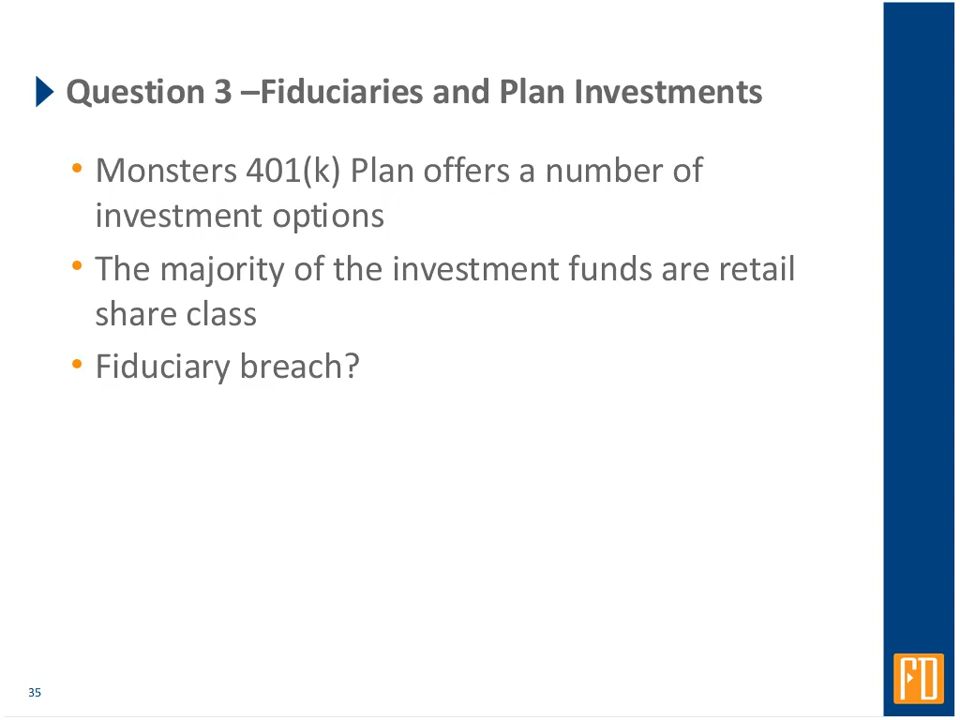 Question 3 –Fiduciaries and Plan Investments
• Monsters 401(k) Plan offers a number of
investment options
• The majority of the investment funds are retail
share class
• Fiduciary breach?
35
FD